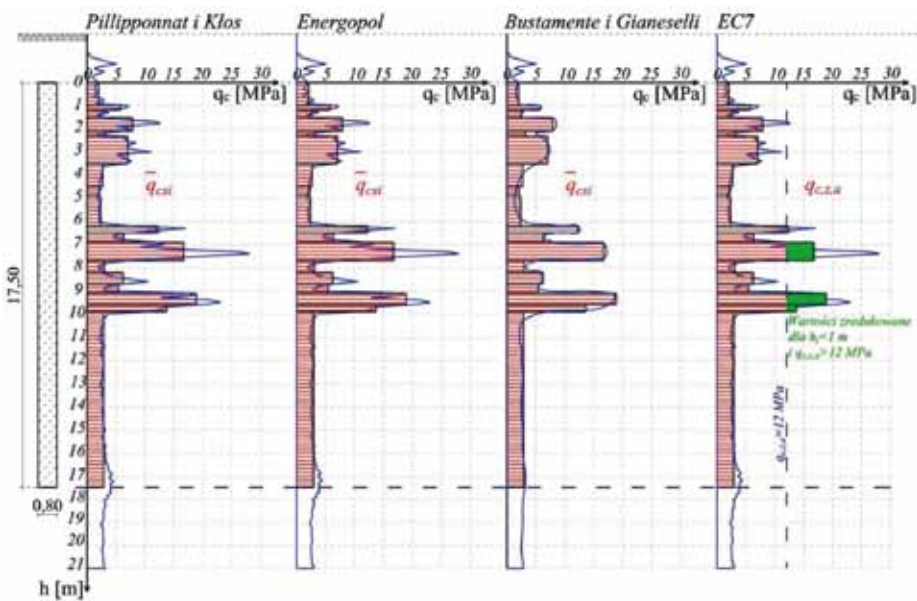 Pillipponnat i Klos
Energopol
Bustamente i Gianeselli
EC7
0 5 10 15 20 25 30
0 5 10 15 20 25 30
0 5 10 15 20 25 30
0 5 10 15 20 25 30
qc [MPa]
qc [MPa]
qc [MPa]
qc [MPa]
0
1
2
3
4
5
6
7
8
9
10
11
12
13
14
15
16
17
18
19
20
21
h [m]
17,50
0,80
qcsi
qcsi
qcsi
qc,z,a
Wartości zredukowane
dla hi<1 m
i qc,z,a>12 MPa
qc,z,a=12 MPa